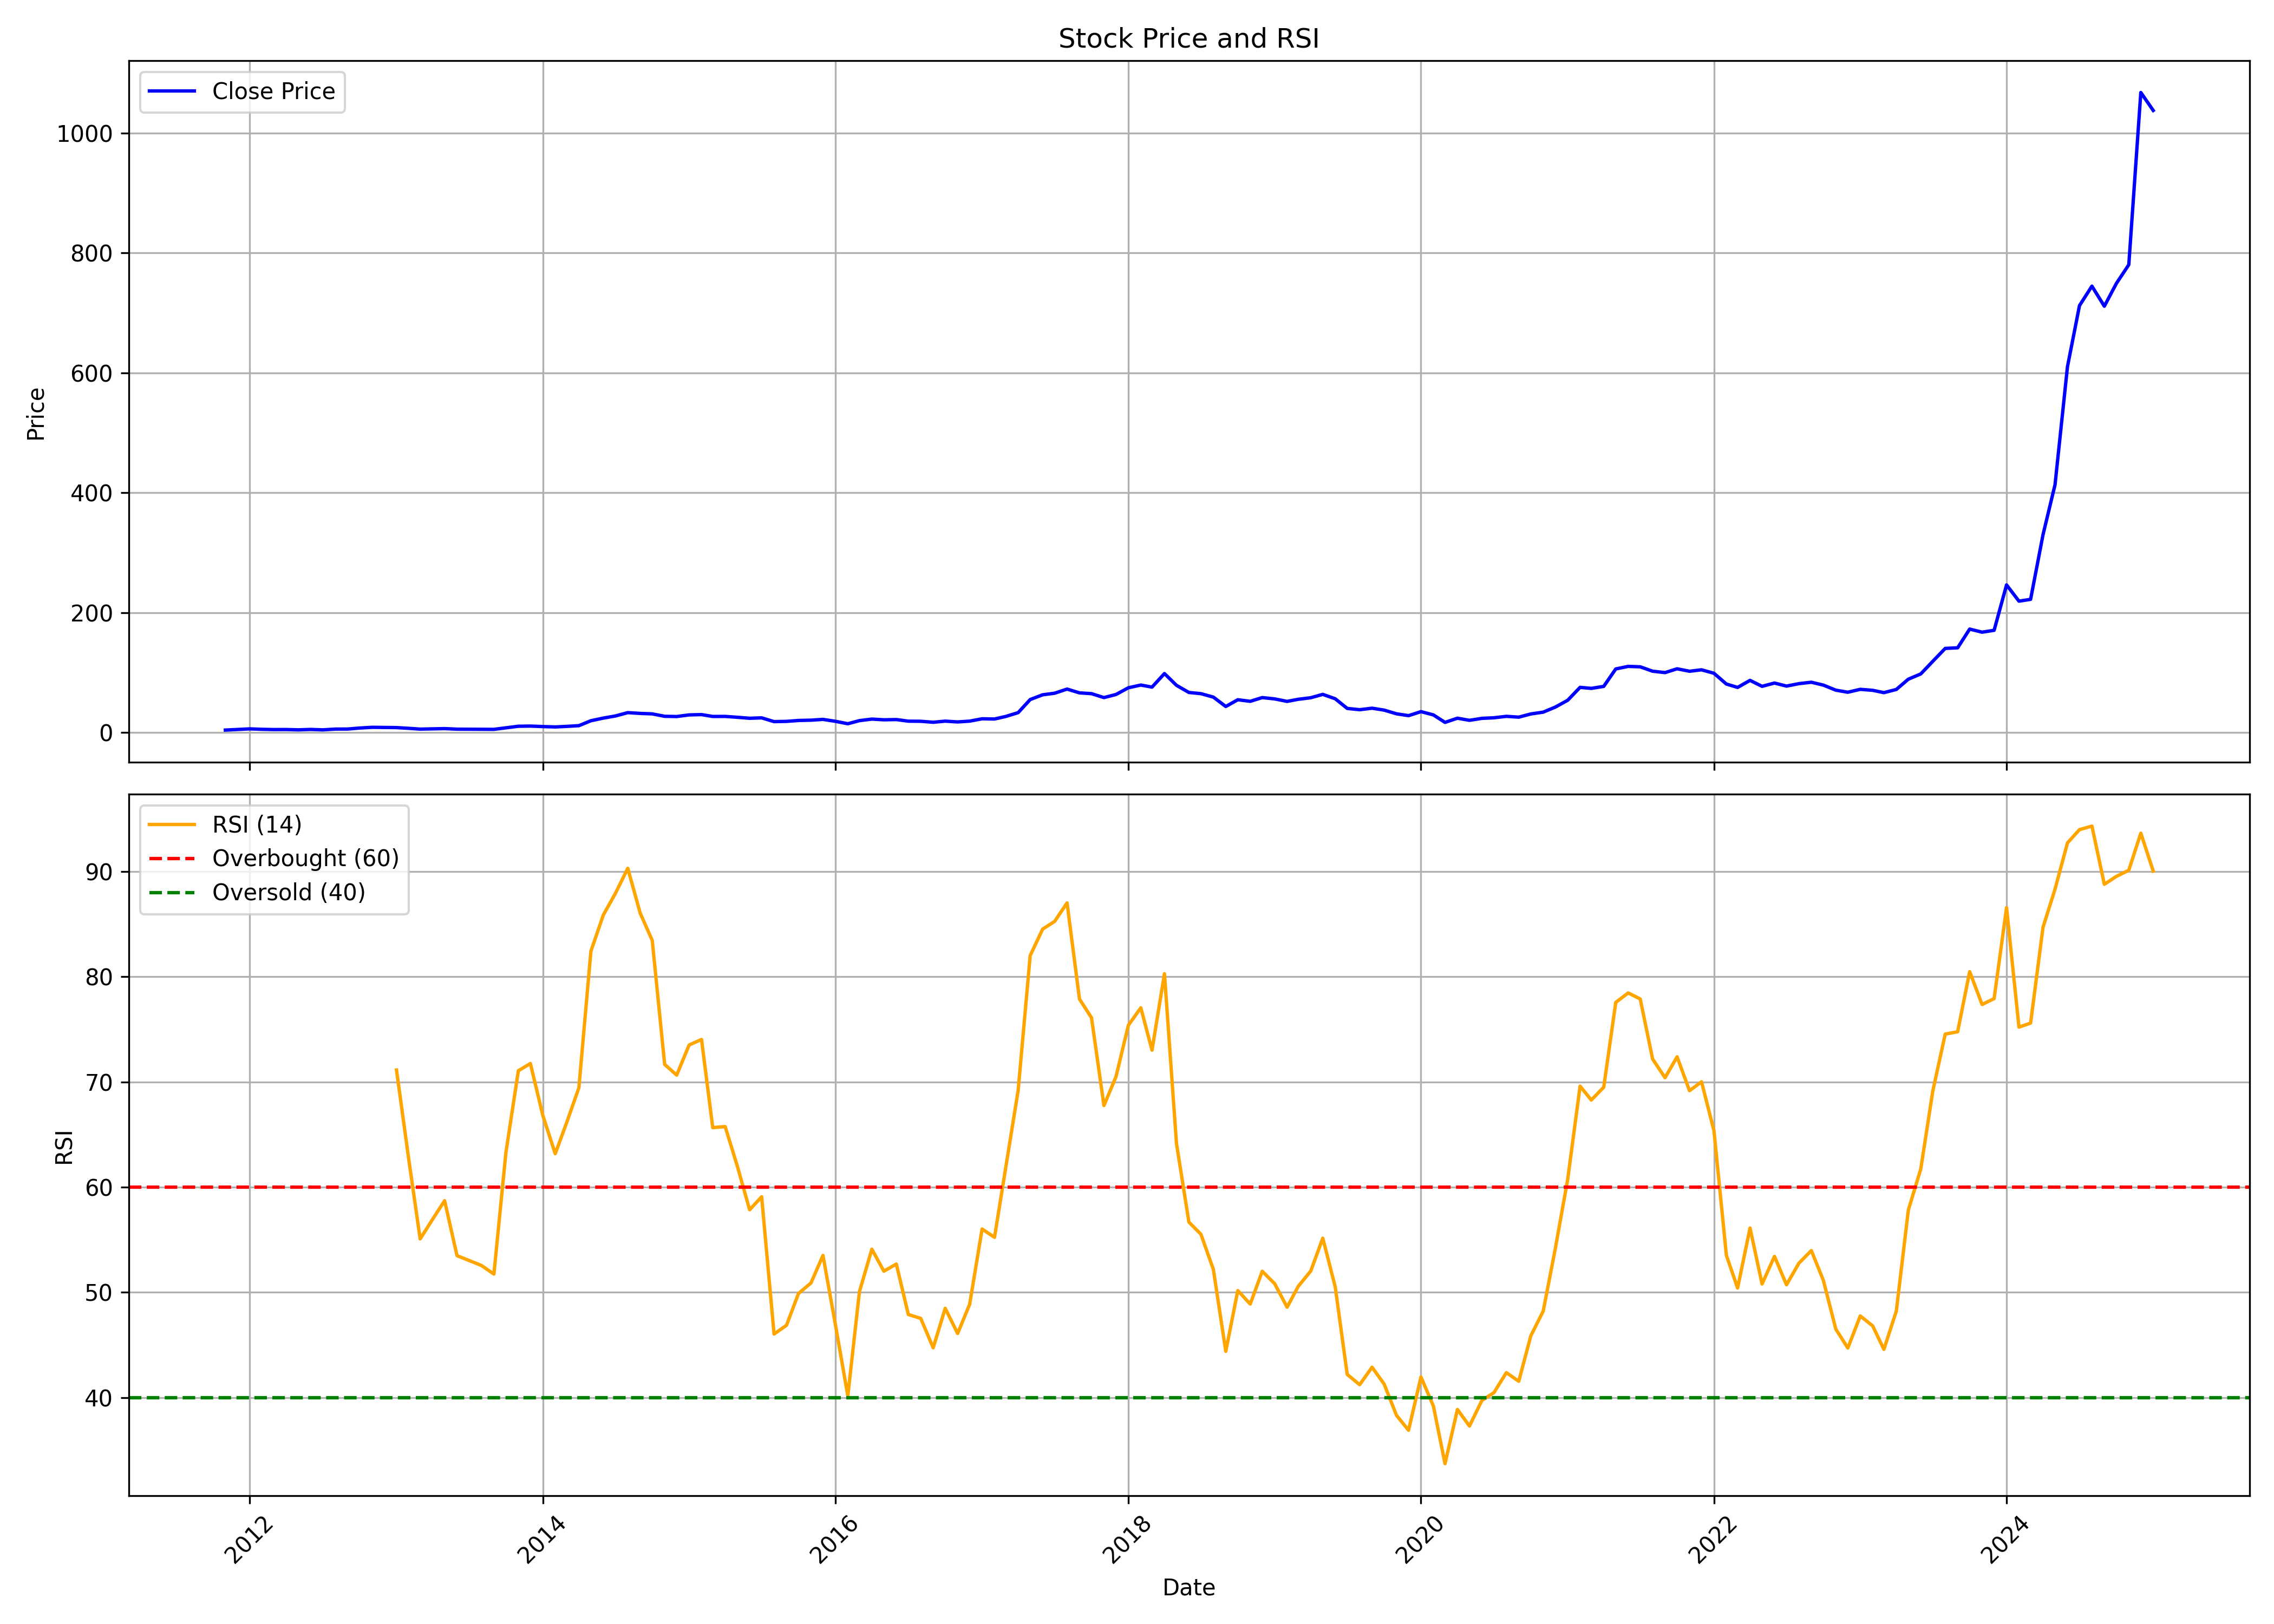 Stock Price and RSI
Close Price
Price
1000
800
600
400
200
0
RSI (14)
Overbought (60)
Oversold (40)
RSI
90
80
70
60
50
40
2012
2014
2016
2018
2020
2022
2024
Date